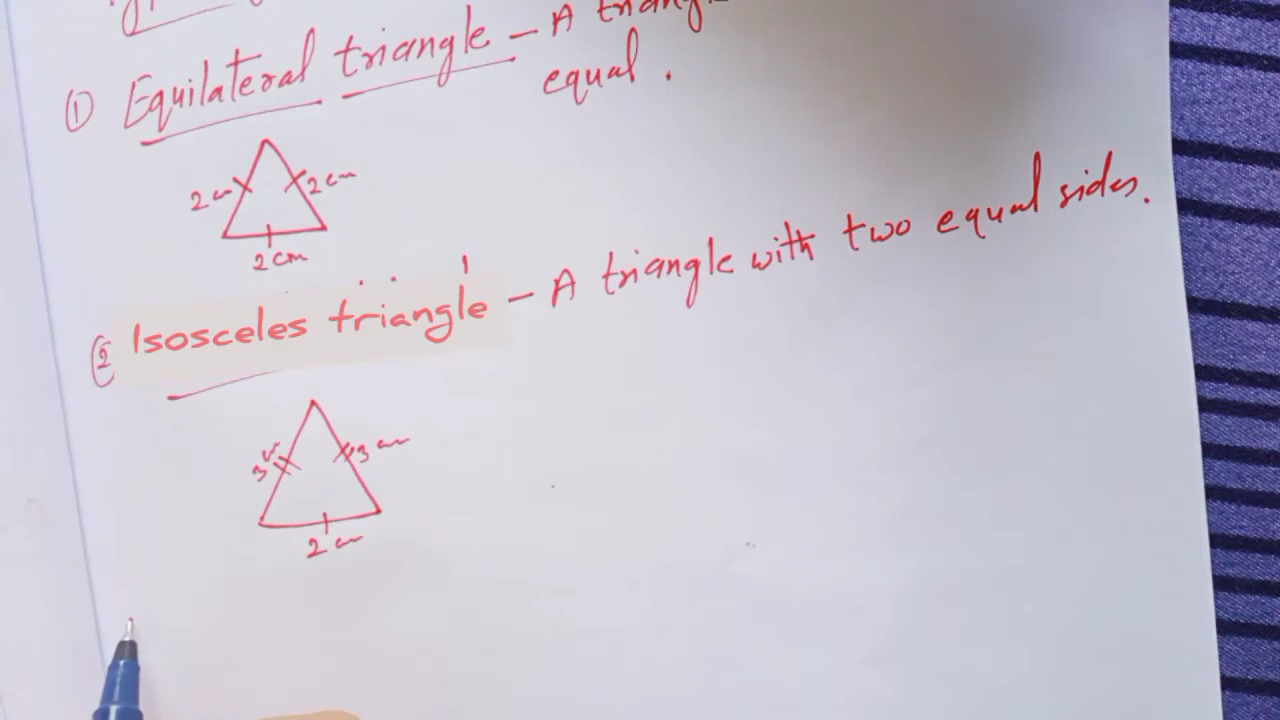 ① Equilateral triangle – A
equal.
2 cm 2 cm
2 cm
② Isosceles triangle – A triangle with two equal sides.
3 3 cm
2 cm